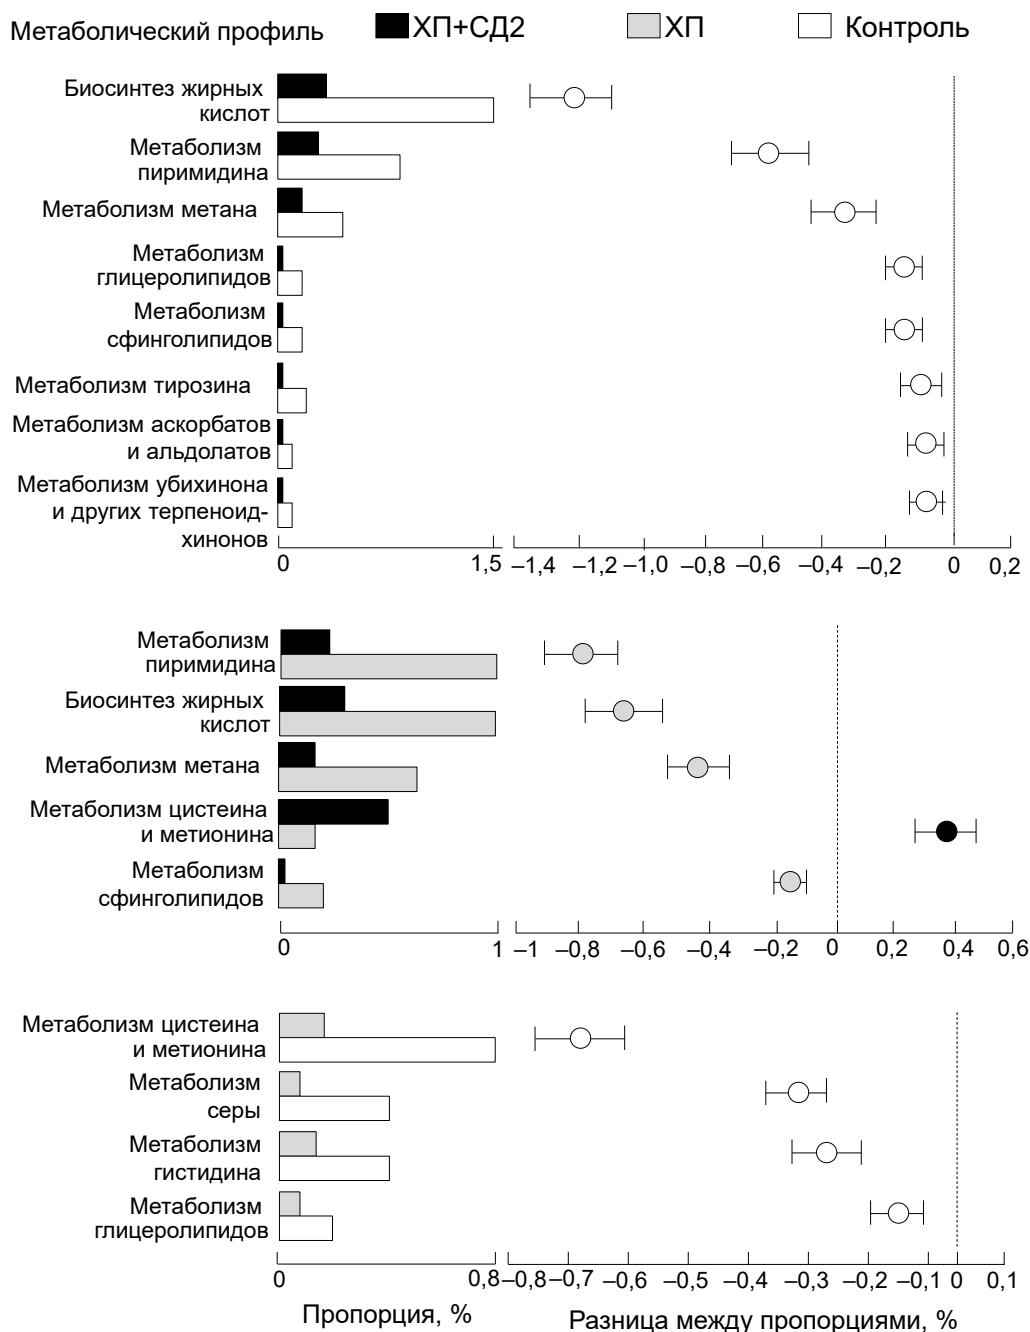 Метаболический профиль ХП+СД2 ХП Контроль
Биосинтез жирных
кислот
Метаболизм
пиримидина
Метаболизм метана
Метаболизм
глицеролипидов
Метаболизм
сфинголипидов
Метаболизм тирозина
Метаболизм аскорбатов
и альдолатов
Метаболизм убихинона
и других терпеноид-
хинонов
0 1,5 –1,4 –1,2 –1,0 –0,8 –0,6 –0,4 –0,2 0 0,2
Метаболизм
пиримидина
Биосинтез жирных
кислот
Метаболизм метана
Метаболизм цистеина
и метионина
Метаболизм
сфинголипидов
0 1 –1 –0,8 –0,6 –0,4 –0,2 0 0,2 0,4 0,6
Метаболизм цистеина
и метионина
Метаболизм
серы
Метаболизм
гистидина
Метаболизм
глицеролипидов
0 0,8 –0,8 –0,7 –0,6 –0,5 –0,4 –0,3 –0,2 –0,1 0 0,1
Пропорция, % Разница между пропорциями, %